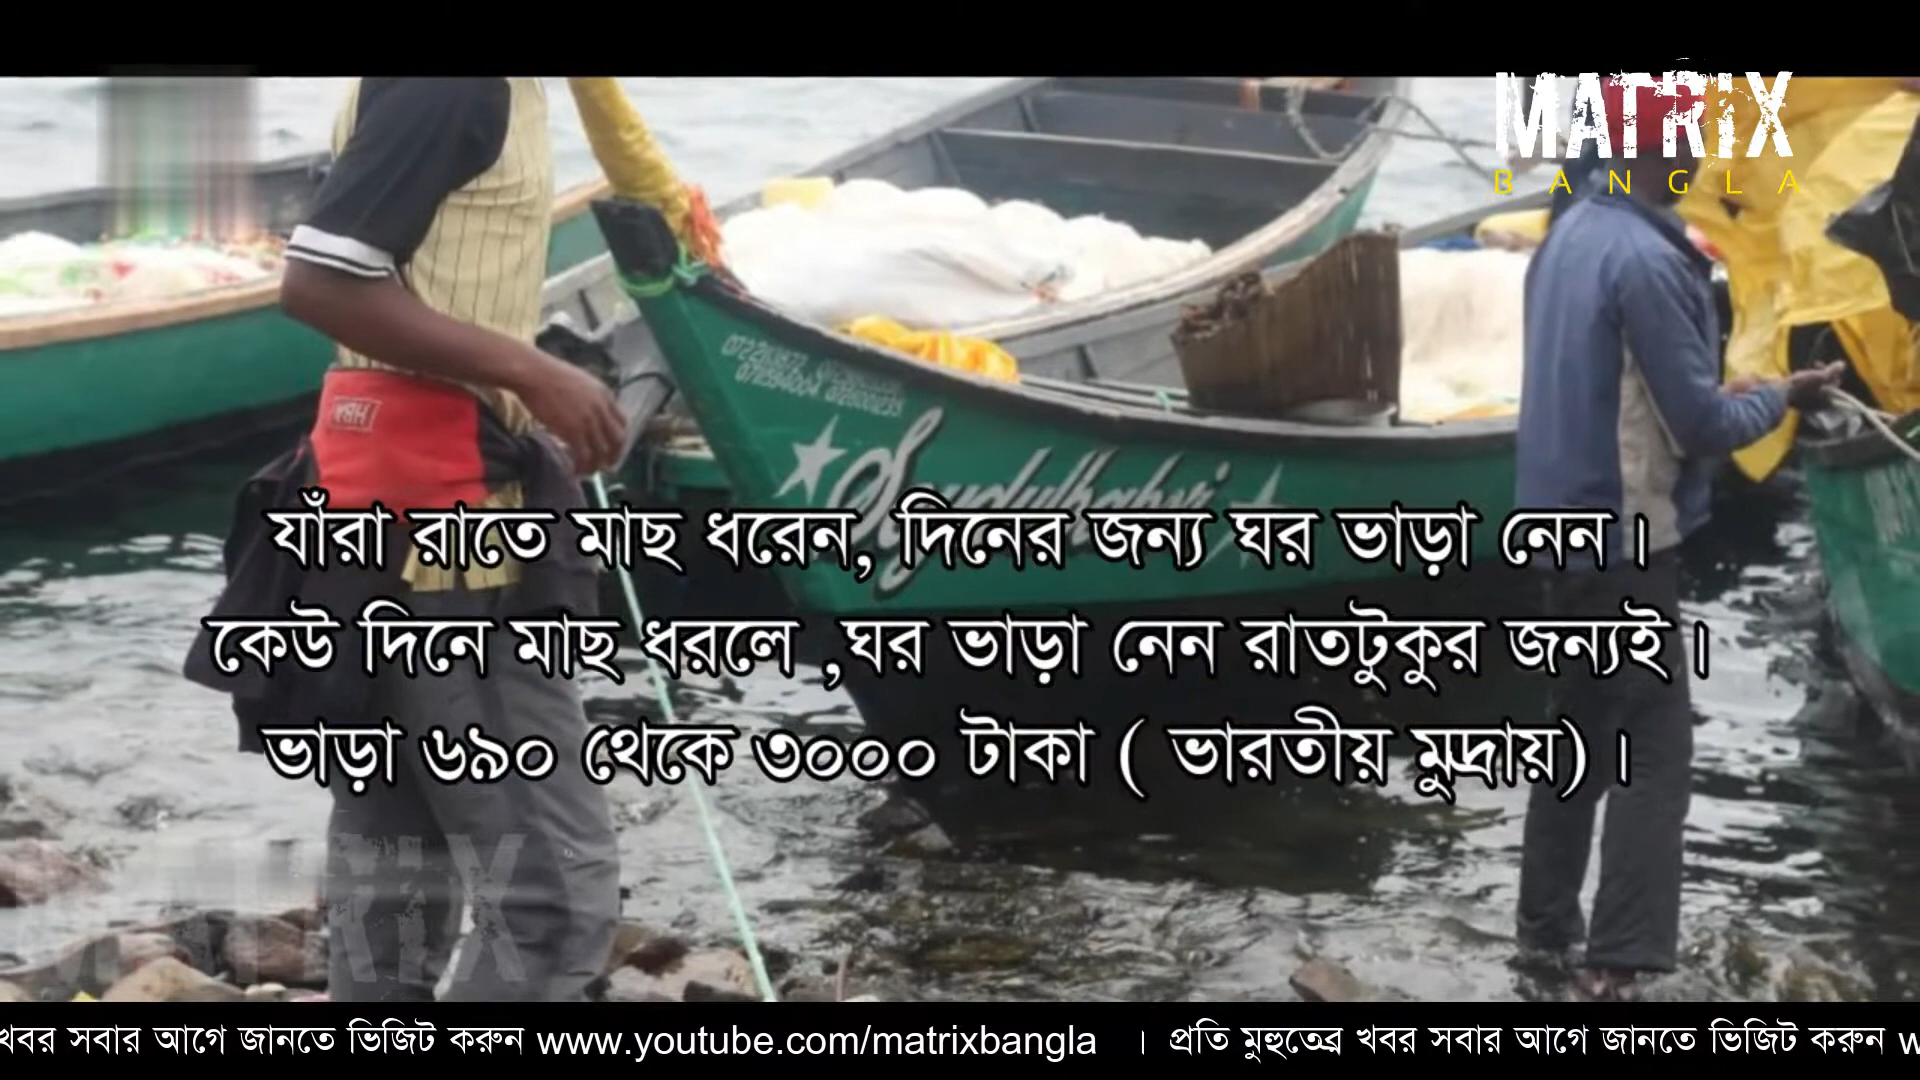 MATRIX
BANGLA
যাঁরা রাতে মাছ ধরেন, দিনের জন্য ঘর ভাড়া নেন।
কেউ দিনে মাছ ধরলে ,ঘর ভাড়া নেন রাতটুকুর জন্যই।
ভাড়া ৬৯০ থেকে ৩০০০ টাকা ( ভারতীয় মুদ্রায়)।
MATRIX
খবর সবার আগে জানতে ভিজিট করুন www.youtube.com/matrixbangla । প্রতি মুহুতের্ব খবর সবার আগে জানতে ভিজিট করুন w